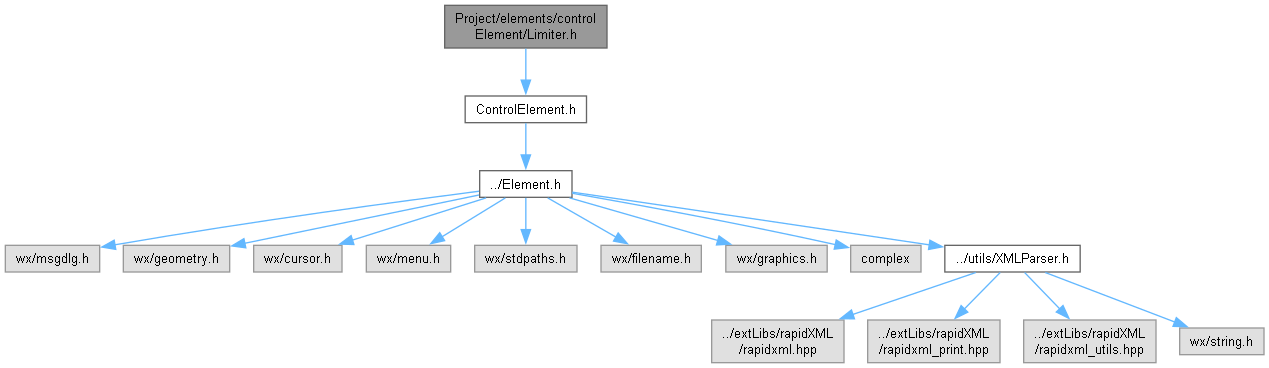 Project/elements/control
Element/Limiter.h
ControlElement.h
../Element.h
wx/msgdlg.h
wx/geometry.h
wx/cursor.h
wx/menu.h
wx/stdpaths.h
wx/filename.h
wx/graphics.h
complex
../utils/XMLParser.h
../extLibs/rapidXML
/rapidxml.hpp
../extLibs/rapidXML
/rapidxml_print.hpp
../extLibs/rapidXML
/rapidxml_utils.hpp
wx/string.h